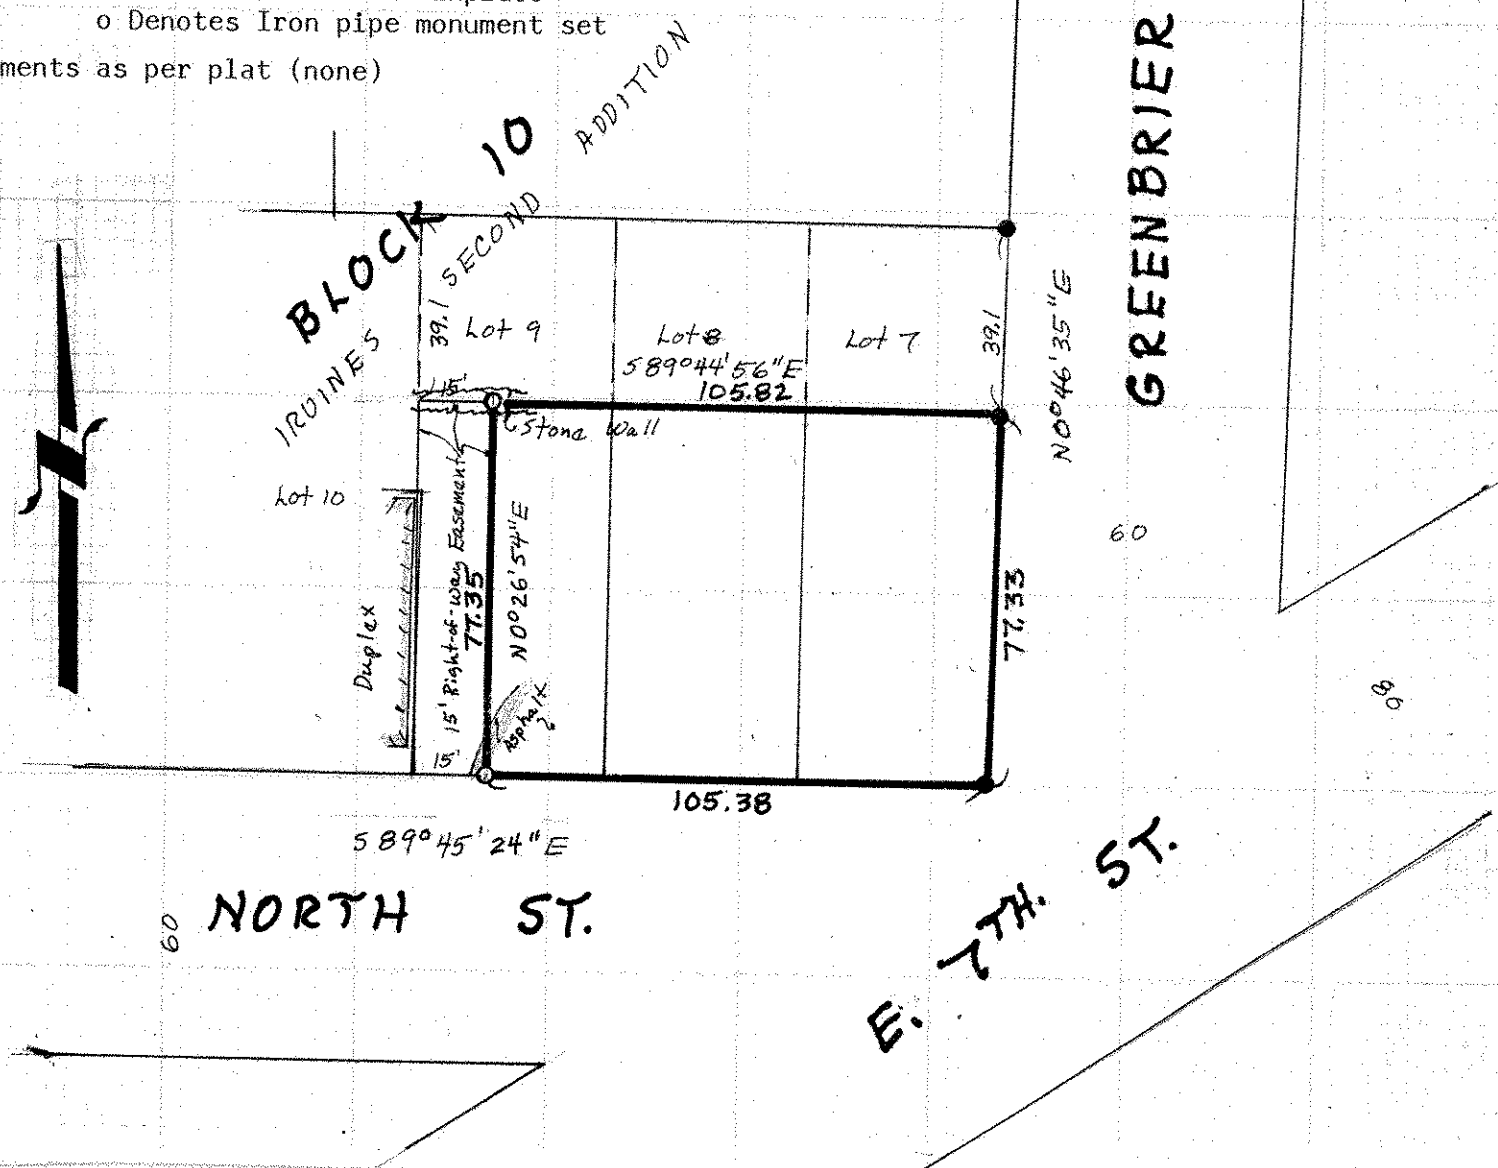 o Denotes Iron pipe monument set
ments as per plat (none)
BLOCK 10
IRUINES SECOND ADDITION
GREENBRIER
39.1
Lot 9
Lot 8
Lot 7
39.1
N0°46'35"E
S89°44'56"E
105.82
15'
Stone Wall
Lot 10
Duplex
15' Right-of-Way Easement
77.35
N0°26'54"E
77.33
60
86
Asphalt
15'
105.38
S 89°45'24"E
NORTH ST.
60
E. 7TH. ST.